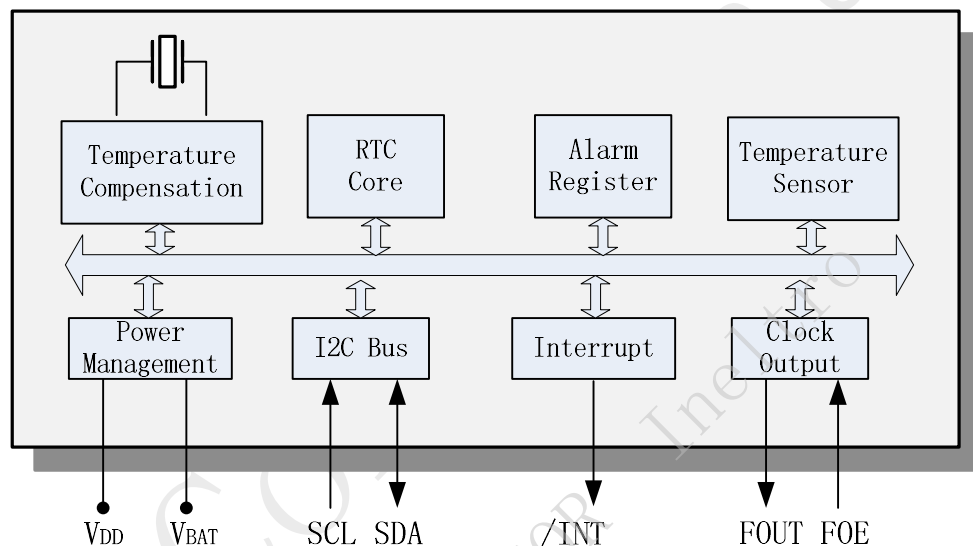 Temperature
Compensation
RTC
Core
Alarm
Register
Temperature
Sensor
Power
Management
I2C Bus
Interrupt
Clock
Output
VDD
VBAT
SCL
SDA
/INT
FOUT
FOE
Ineltro